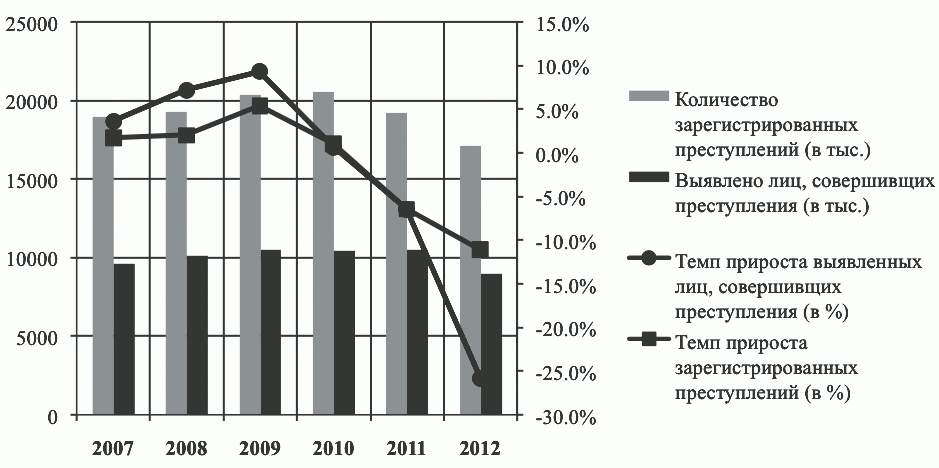 25000
20000
15000
10000
5000
0
15.0%
10.0%
5.0%
0.0%
-5.0%
-10.0%
-15.0%
-20.0%
-25.0%
-30.0%
2007 2008 2009 2010 2011 2012
Количество
зарегистрированных
преступлений (в тыс.)
Выявлено лиц, совершивщих
преступления (в тыс.)
Темп прироста выявленных
лиц, совершивщих
преступления (в %)
Темп прироста
зарегистрированных
преступлений (в %)